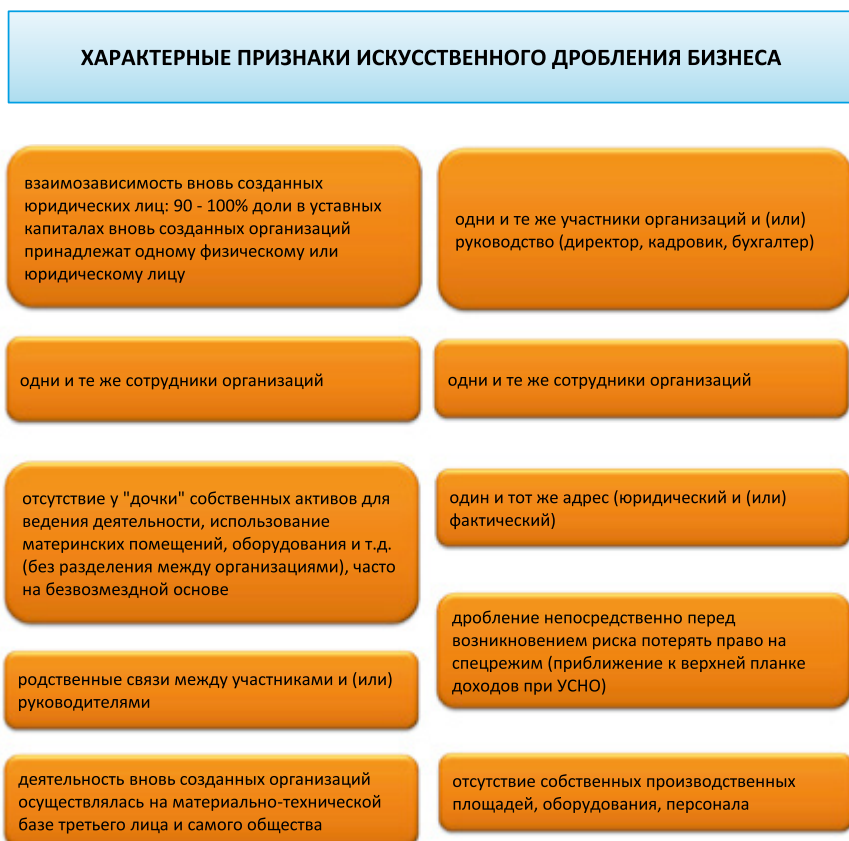 ХАРАКТЕРНЫЕ ПРИЗНАКИ ИСКУССТВЕННОГО ДРОБЛЕНИЯ БИЗНЕСА
взаимозависимость вновь созданных
юридических лиц: 90 - 100% доли в уставных
капиталах вновь созданных организаций
принадлежат одному физическому или
юридическому лицу
одни и те же участники организаций и (или)
руководство (директор, кадровик, бухгалтер)
одни и те же сотрудники организаций
одни и те же сотрудники организаций
отсутствие у "дочки" собственных активов для
ведения деятельности, использование
материнских помещений, оборудования и т.д.
(без разделения между организациями), часто
на безвозмездной основе
один и тот же адрес (юридический и (или)
фактический)
дробление непосредственно перед
возникновением риска потерять право на
спецрежим (приближение к верхней планке
доходов при УСНО)
родственные связи между участниками и (или)
руководителями
деятельность вновь созданных организаций
осуществлялась на материально-технической
базе третьего лица и самого общества
отсутствие собственных производственных
площадей, оборудования, персонала